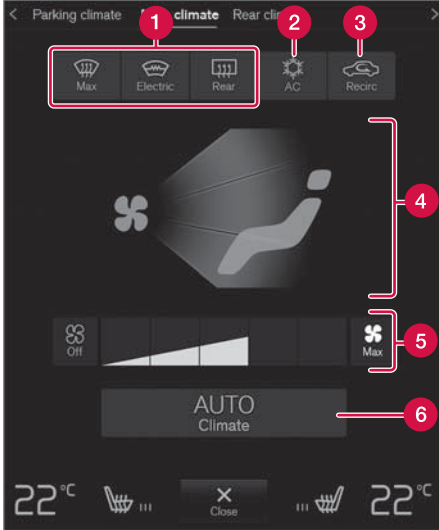 < Parking climate climate Rear >
1 2 3
Max Electric Rear AC Recirc
4
Off Max 5
AUTO 6
Climate
22°C Close 22°C